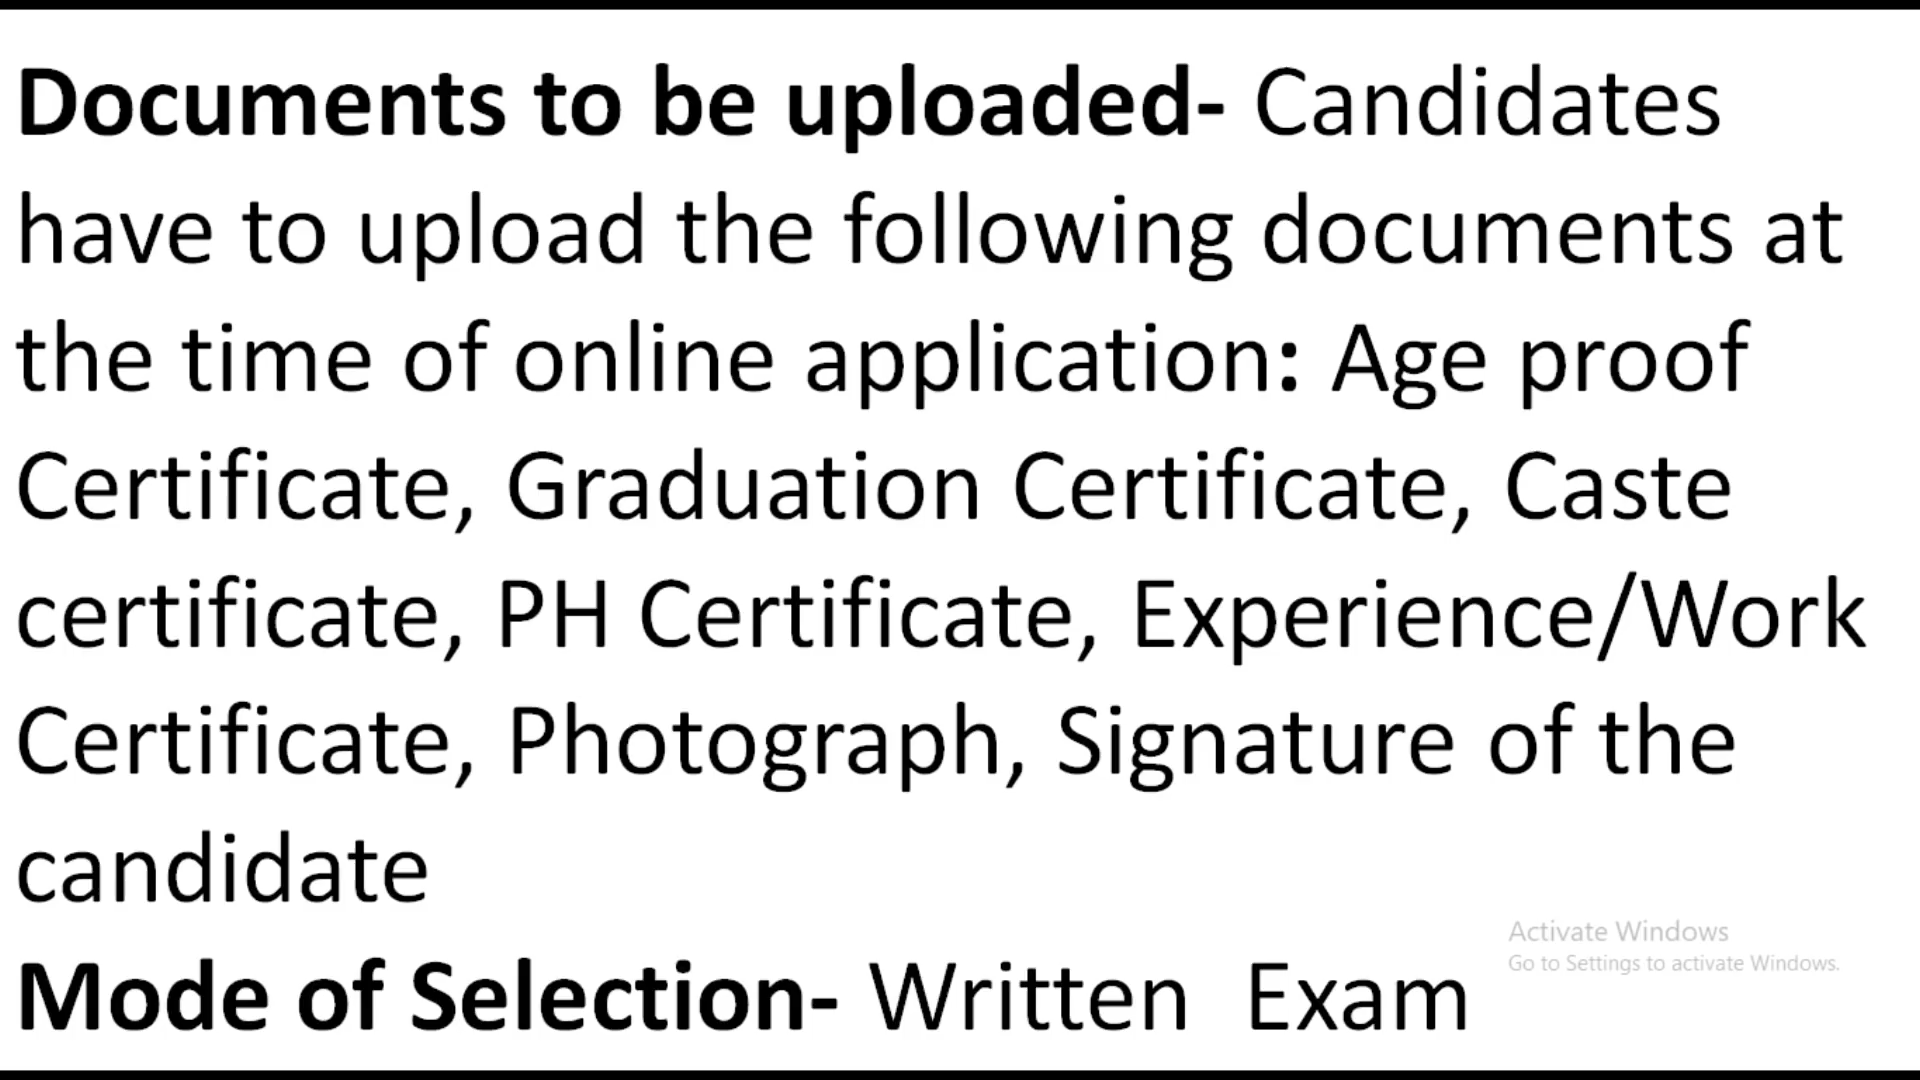 Documents to be uploaded- Candidates
have to upload the following documents at
the time of online application: Age proof
Certificate, Graduation Certificate, Caste
certificate, PH Certificate, Experience/Work
Certificate, Photograph, Signature of the
candidate
Mode of Selection- Written  Exam
Activate Windows
Go to Settings to activate Windows.